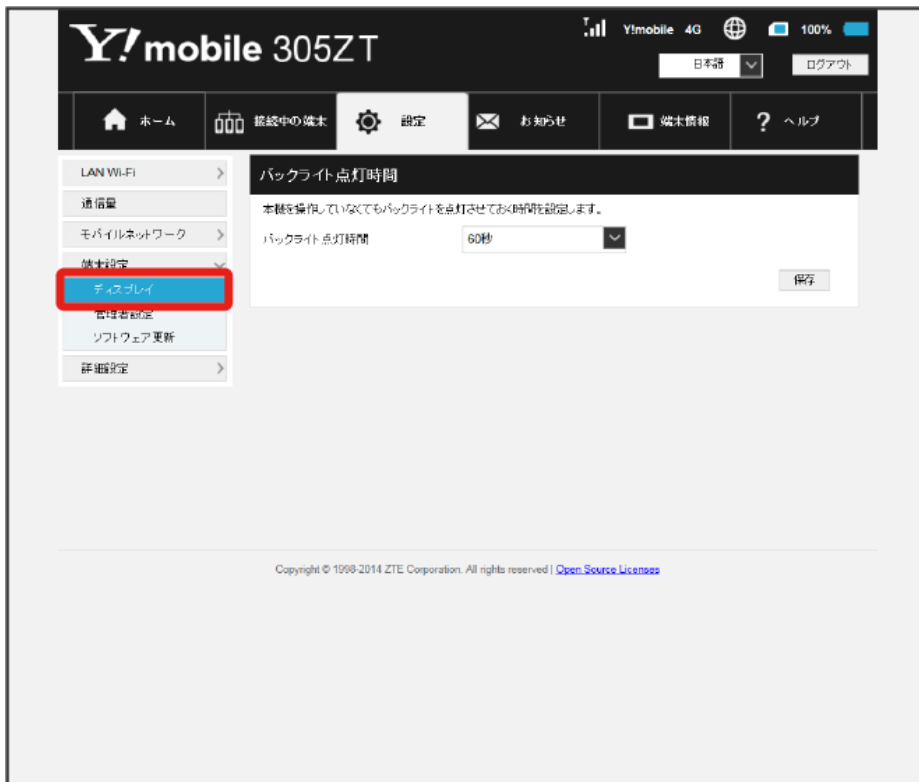 Y!mobile 305ZT
Y!mobile 4G 100%
日本語 ログアウト
ホーム 接続中の端末 設定 お知らせ 端末情報 ? ヘルプ
LAN Wi-Fi
通信量
モバイルネットワーク
端末設定
ディスプレイ
管理者設定
ソフトウェア更新
詳細設定
バックライト点灯時間
本機を操作していなくてもバックライトを点灯させておく時間を設定します。
バックライト点灯時間 60秒
保存
Copyright © 1998-2014 ZTE Corporation. All rights reserved | Open Source Licenses